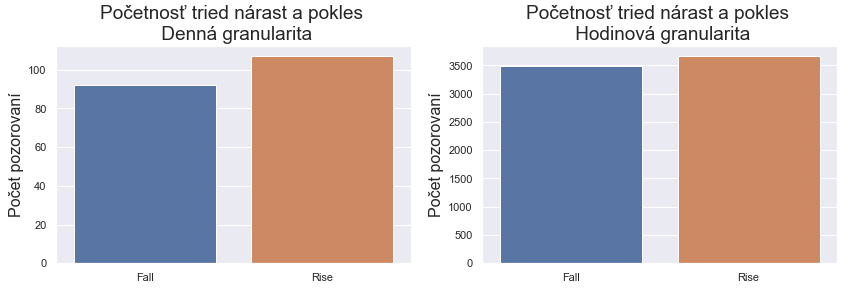 Početnosť tried nárast a pokles
Denná granularita
Počet pozorovaní
100
80
60
40
20
0
Fall
Rise
Početnosť tried nárast a pokles
Hodinová granularita
Počet pozorovaní
3500
3000
2500
2000
1500
1000
500
0
Fall
Rise